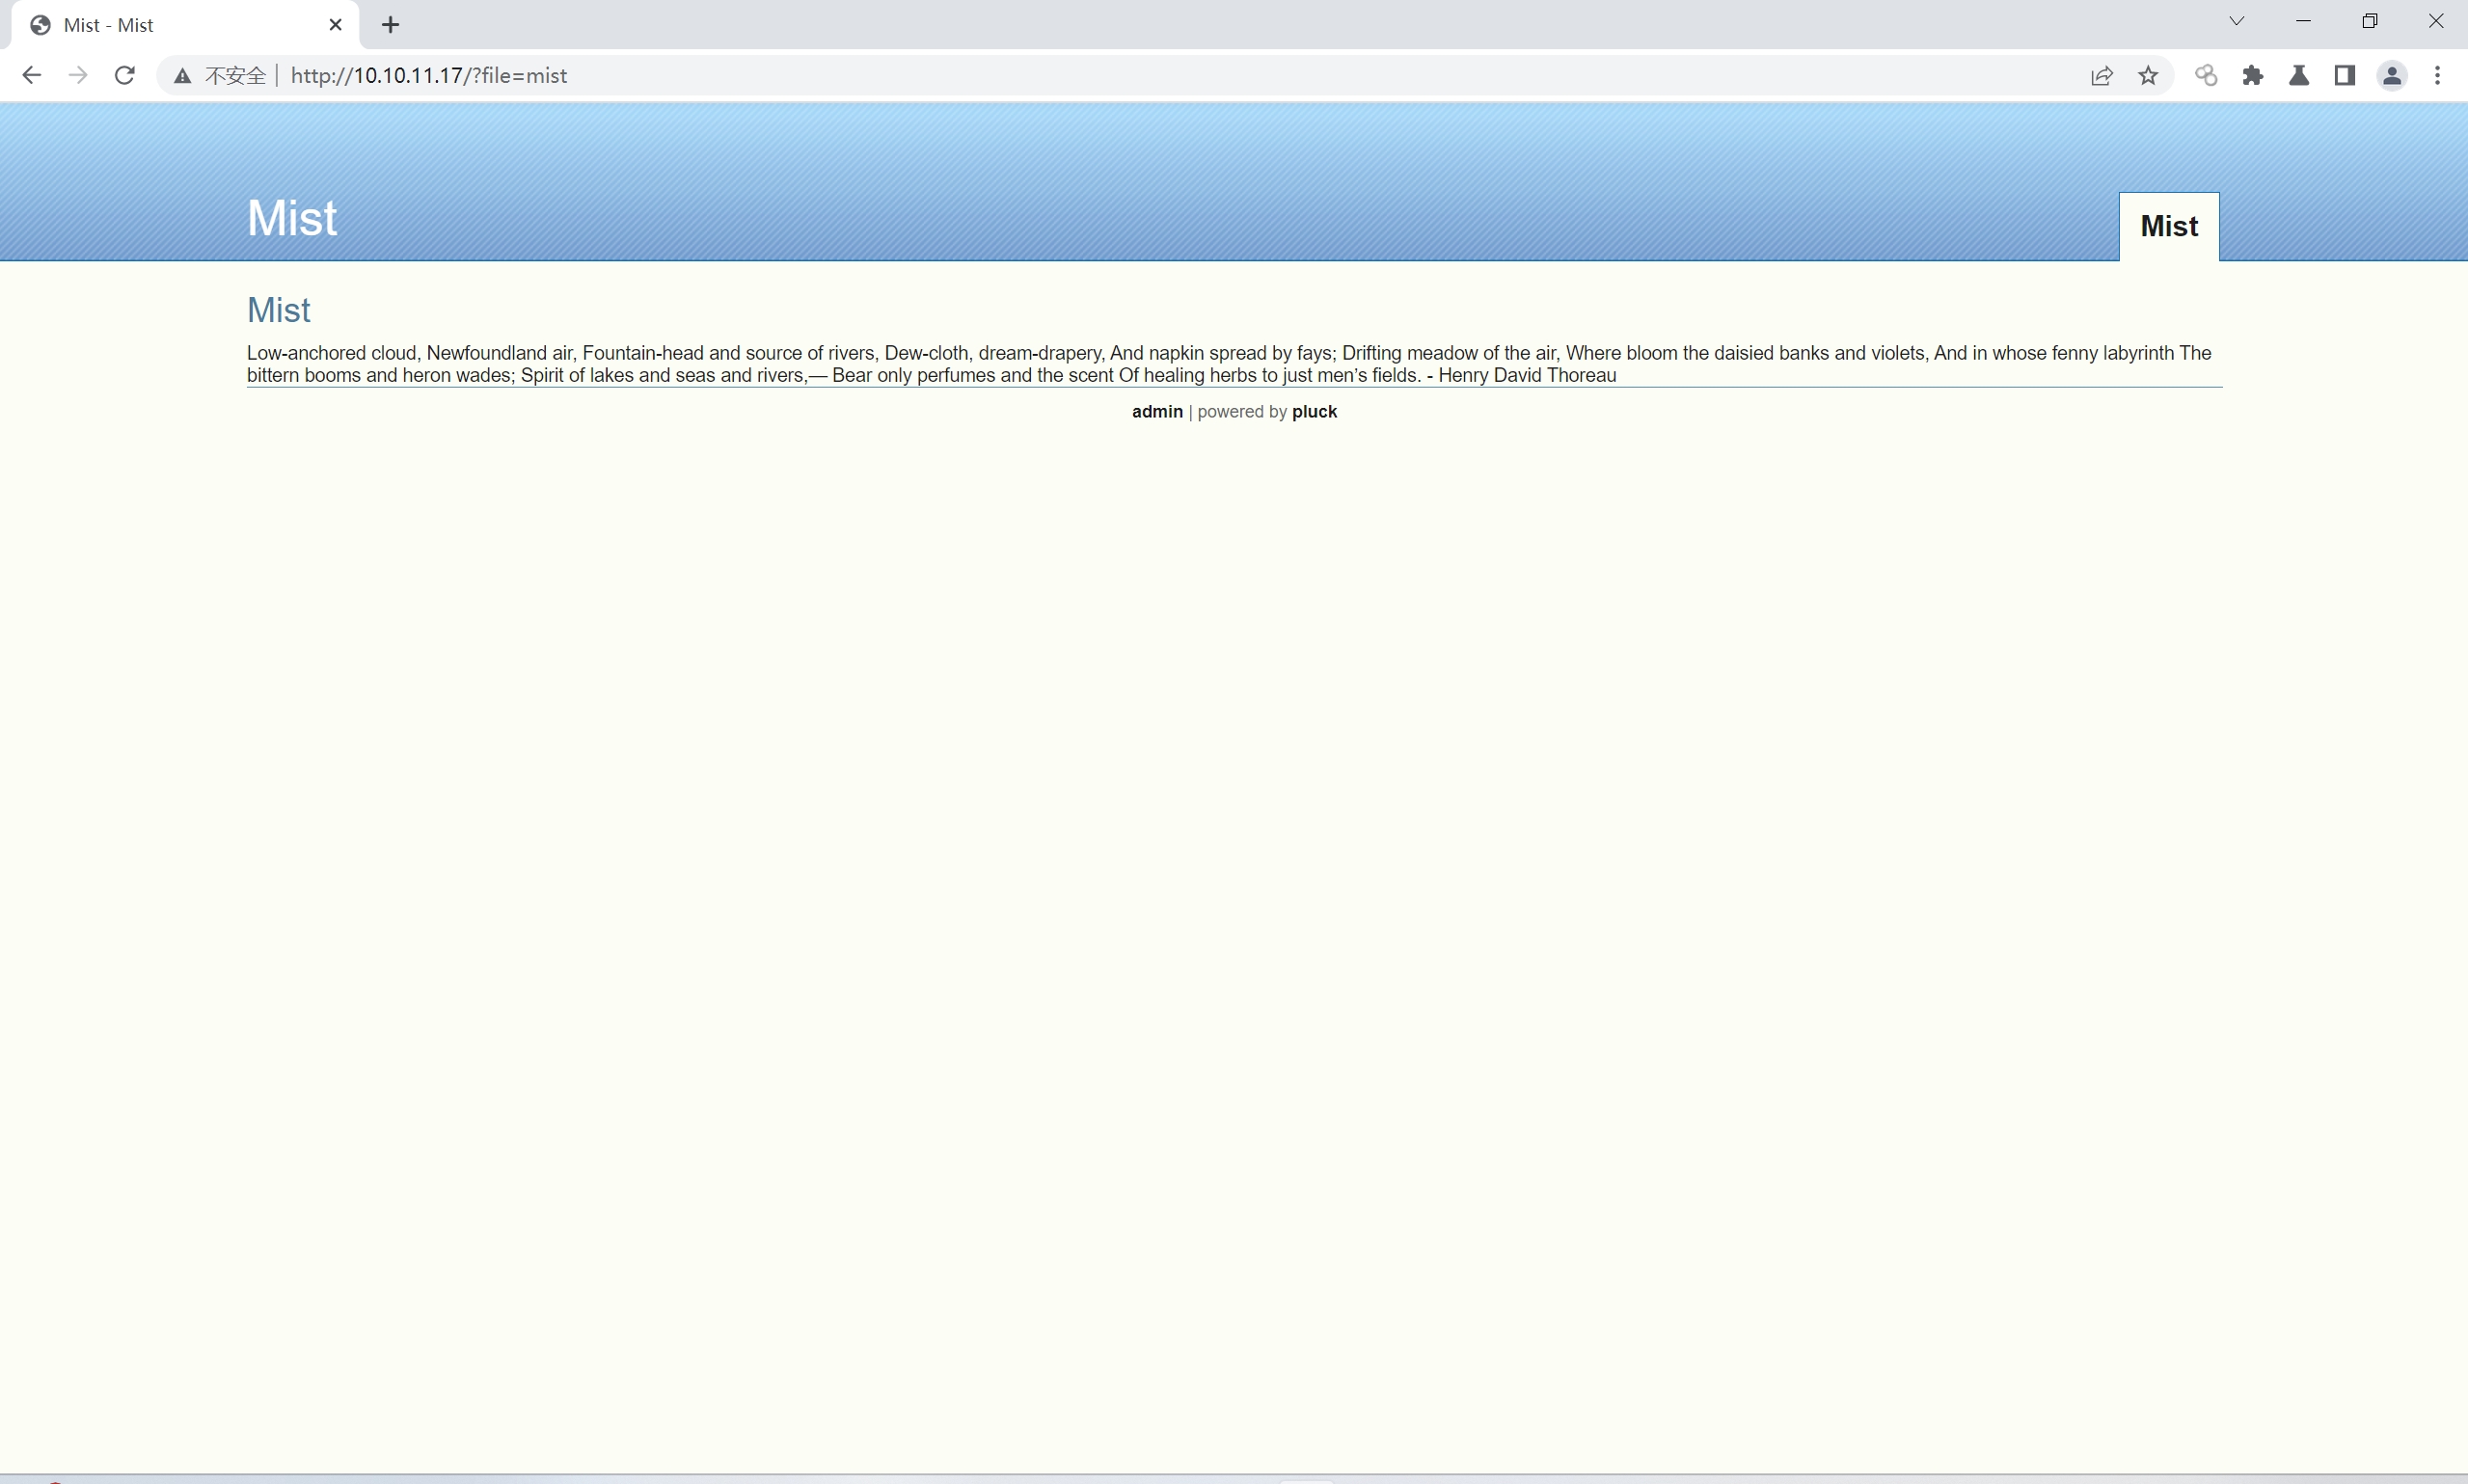 Mist - Mist
不安全 | http://10.10.11.17/?file=mist
Mist
Mist
Mist
Low-anchored cloud, Newfoundland air, Fountain-head and source of rivers, Dew-cloth, dream-drapery, And napkin spread by fays; Drifting meadow of the air, Where bloom the daisied banks and violets, And in whose fenny labyrinth The
bittern booms and heron wades; Spirit of lakes and seas and rivers,— Bear only perfumes and the scent Of healing herbs to just men’s fields. - Henry David Thoreau
admin | powered by pluck